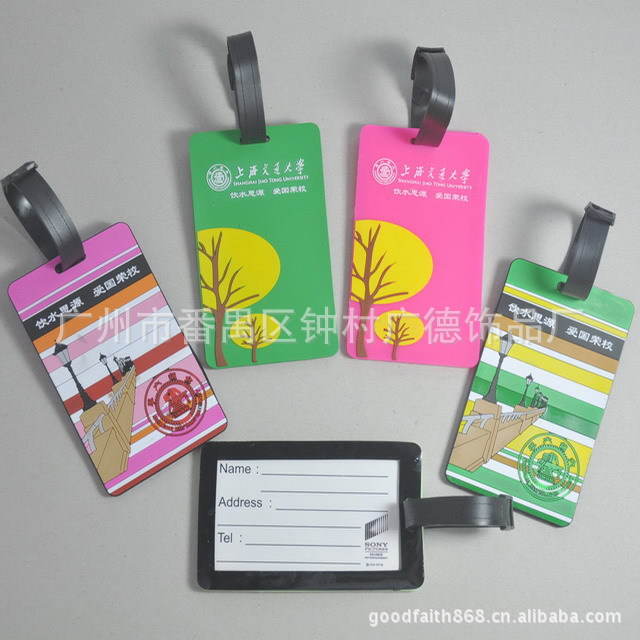 上海交通大学
SHANGHAI JIAO TONG UNIVERSITY
饮水思源 爱国荣校
上海交通大学
SHANGHAI JIAO TONG UNIVERSITY
饮水思源 爱国荣校
饮水思源 爱国荣校
饮水思源 爱国荣校
广州市番禺区钟村广德饰品厂
Name :
Address :
Tel :
SONY
PICTURES
goodfaith868.cn.alibaba.com